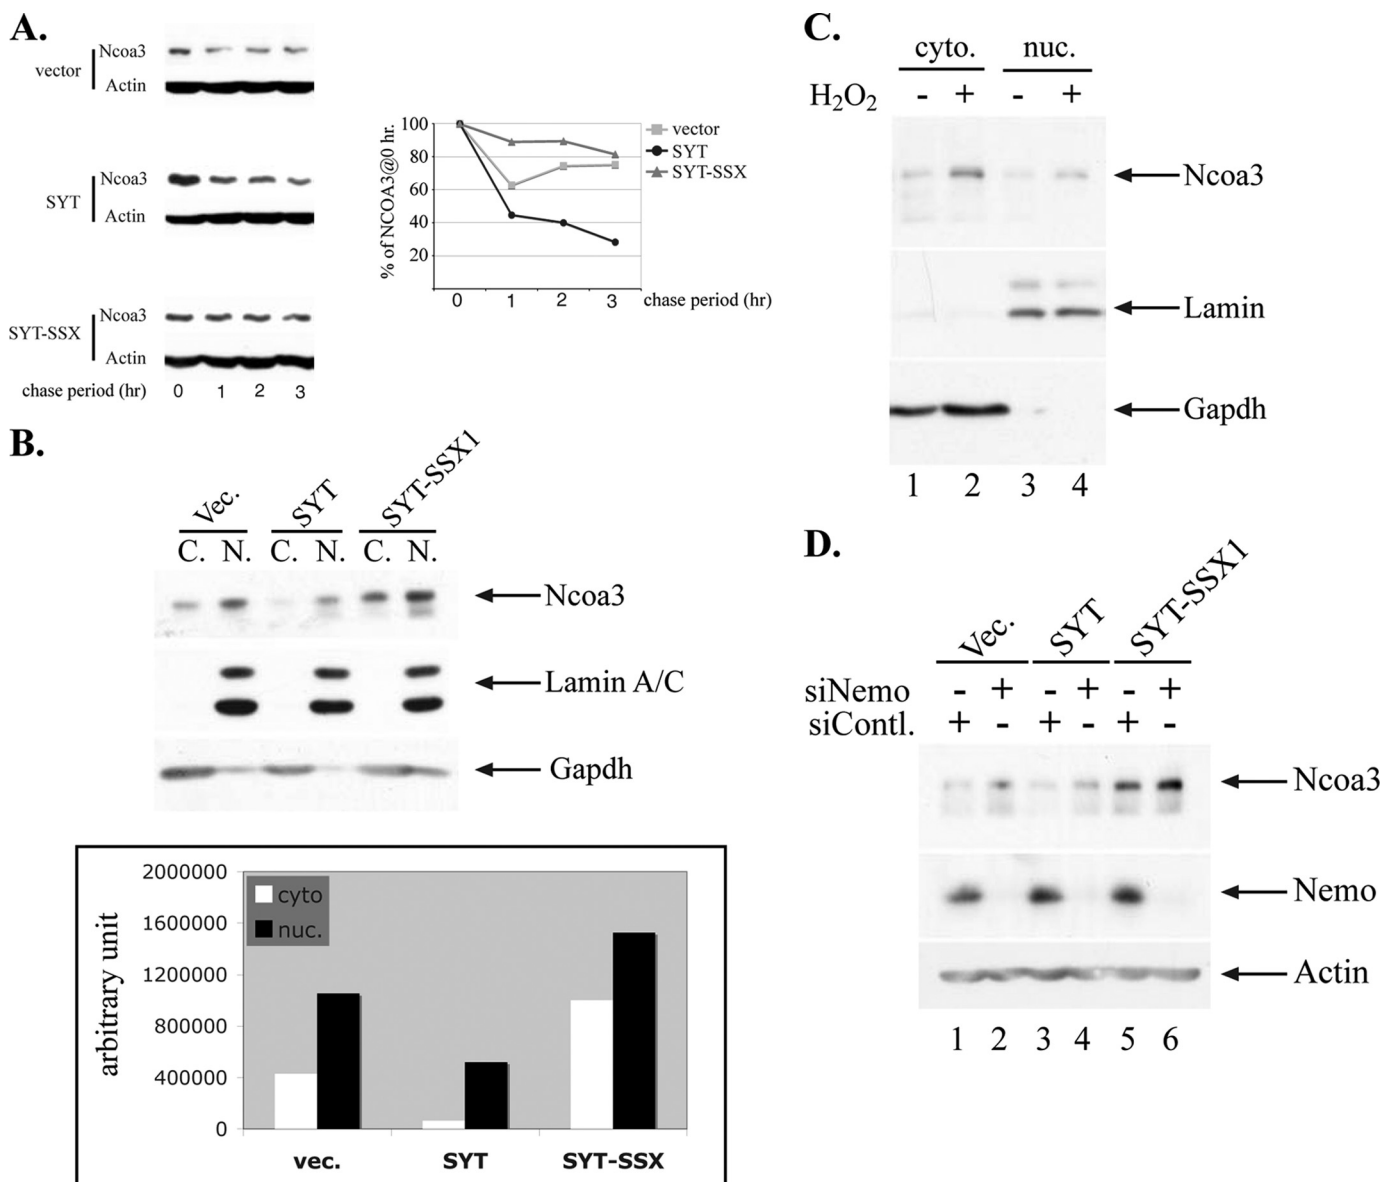 A.
Ncoa3
vector
Actin
Ncoa3
SYT
Actin
Ncoa3
SYT-SSX
Actin
chase period (hr) 0 1 2 3
% of NCOA3@0 hr.
100
80
60
40
20
vector
SYT
SYT-SSX
0 1 2 3 chase period (hr)
B.
Vec. SYT SYT-SSX1
C. N. C. N. C. N.
Ncoa3
Lamin A/C
Gapdh
arbitrary unit
2000000
1600000
1200000
800000
400000
0
cyto
nuc.
vec. SYT SYT-SSX
C.
cyto. nuc.
H₂O₂ - + - +
Ncoa3
Lamin
Gapdh
1 2 3 4
D.
Vec. SYT SYT-SSX1
siNemo - + - + - +
siContl. + - + - + -
Ncoa3
Nemo
Actin
1 2 3 4 5 6